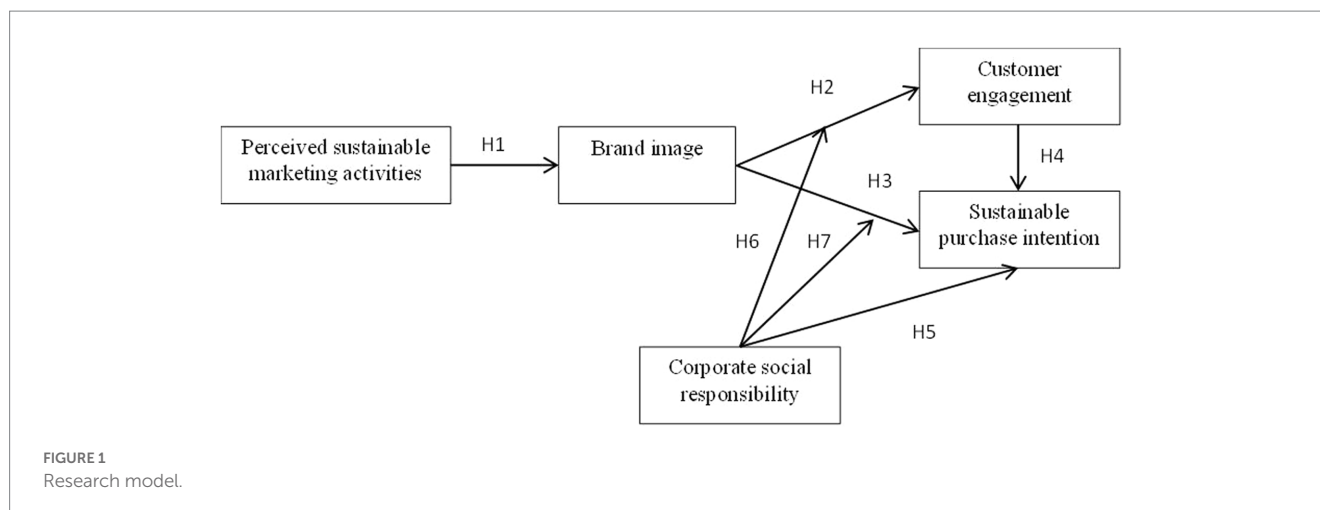 Perceived sustainable
marketing activities
H1
Brand image
H2
Customer
engagement
H3
H4
Sustainable
purchase intention
H6
H7
H5
Corporate social
responsibility
FIGURE 1
Research model.